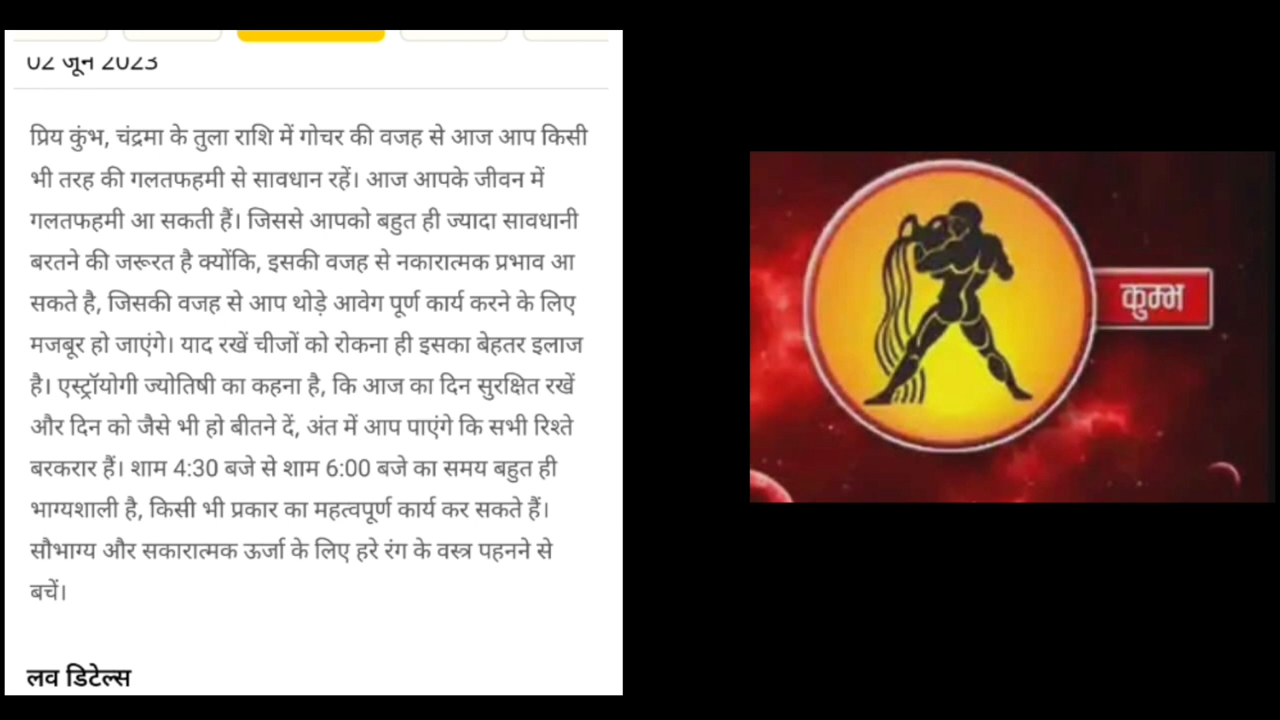 02 जून 2023
प्रिय कुंभ, चंद्रमा के तुला राशि में गोचर की वजह से आज आप किसी
भी तरह की गलतफहमी से सावधान रहें। आज आपके जीवन में
गलतफहमी आ सकती हैं। जिससे आपको बहुत ही ज्यादा सावधानी
बरतने की जरूरत है क्योंकि, इसकी वजह से नकारात्मक प्रभाव आ
सकते है, जिसकी वजह से आप थोड़े आवेग पूर्ण कार्य करने के लिए
मजबूर हो जाएंगे। याद रखें चीजों को रोकना ही इसका बेहतर इलाज
है। एस्ट्रॉयोगी ज्योतिषी का कहना है, कि आज का दिन सुरक्षित रखें
और दिन को जैसे भी हो बीतने दें, अंत में आप पाएंगे कि सभी रिश्ते
बरकरार हैं। शाम 4:30 बजे से शाम 6:00 बजे का समय बहुत ही
भाग्यशाली है, किसी भी प्रकार का महत्वपूर्ण कार्य कर सकते हैं।
सौभाग्य और सकारात्मक ऊर्जा के लिए हरे रंग के वस्त्र पहनने से
बचें।
लव डिटेल्स
कुम्भ